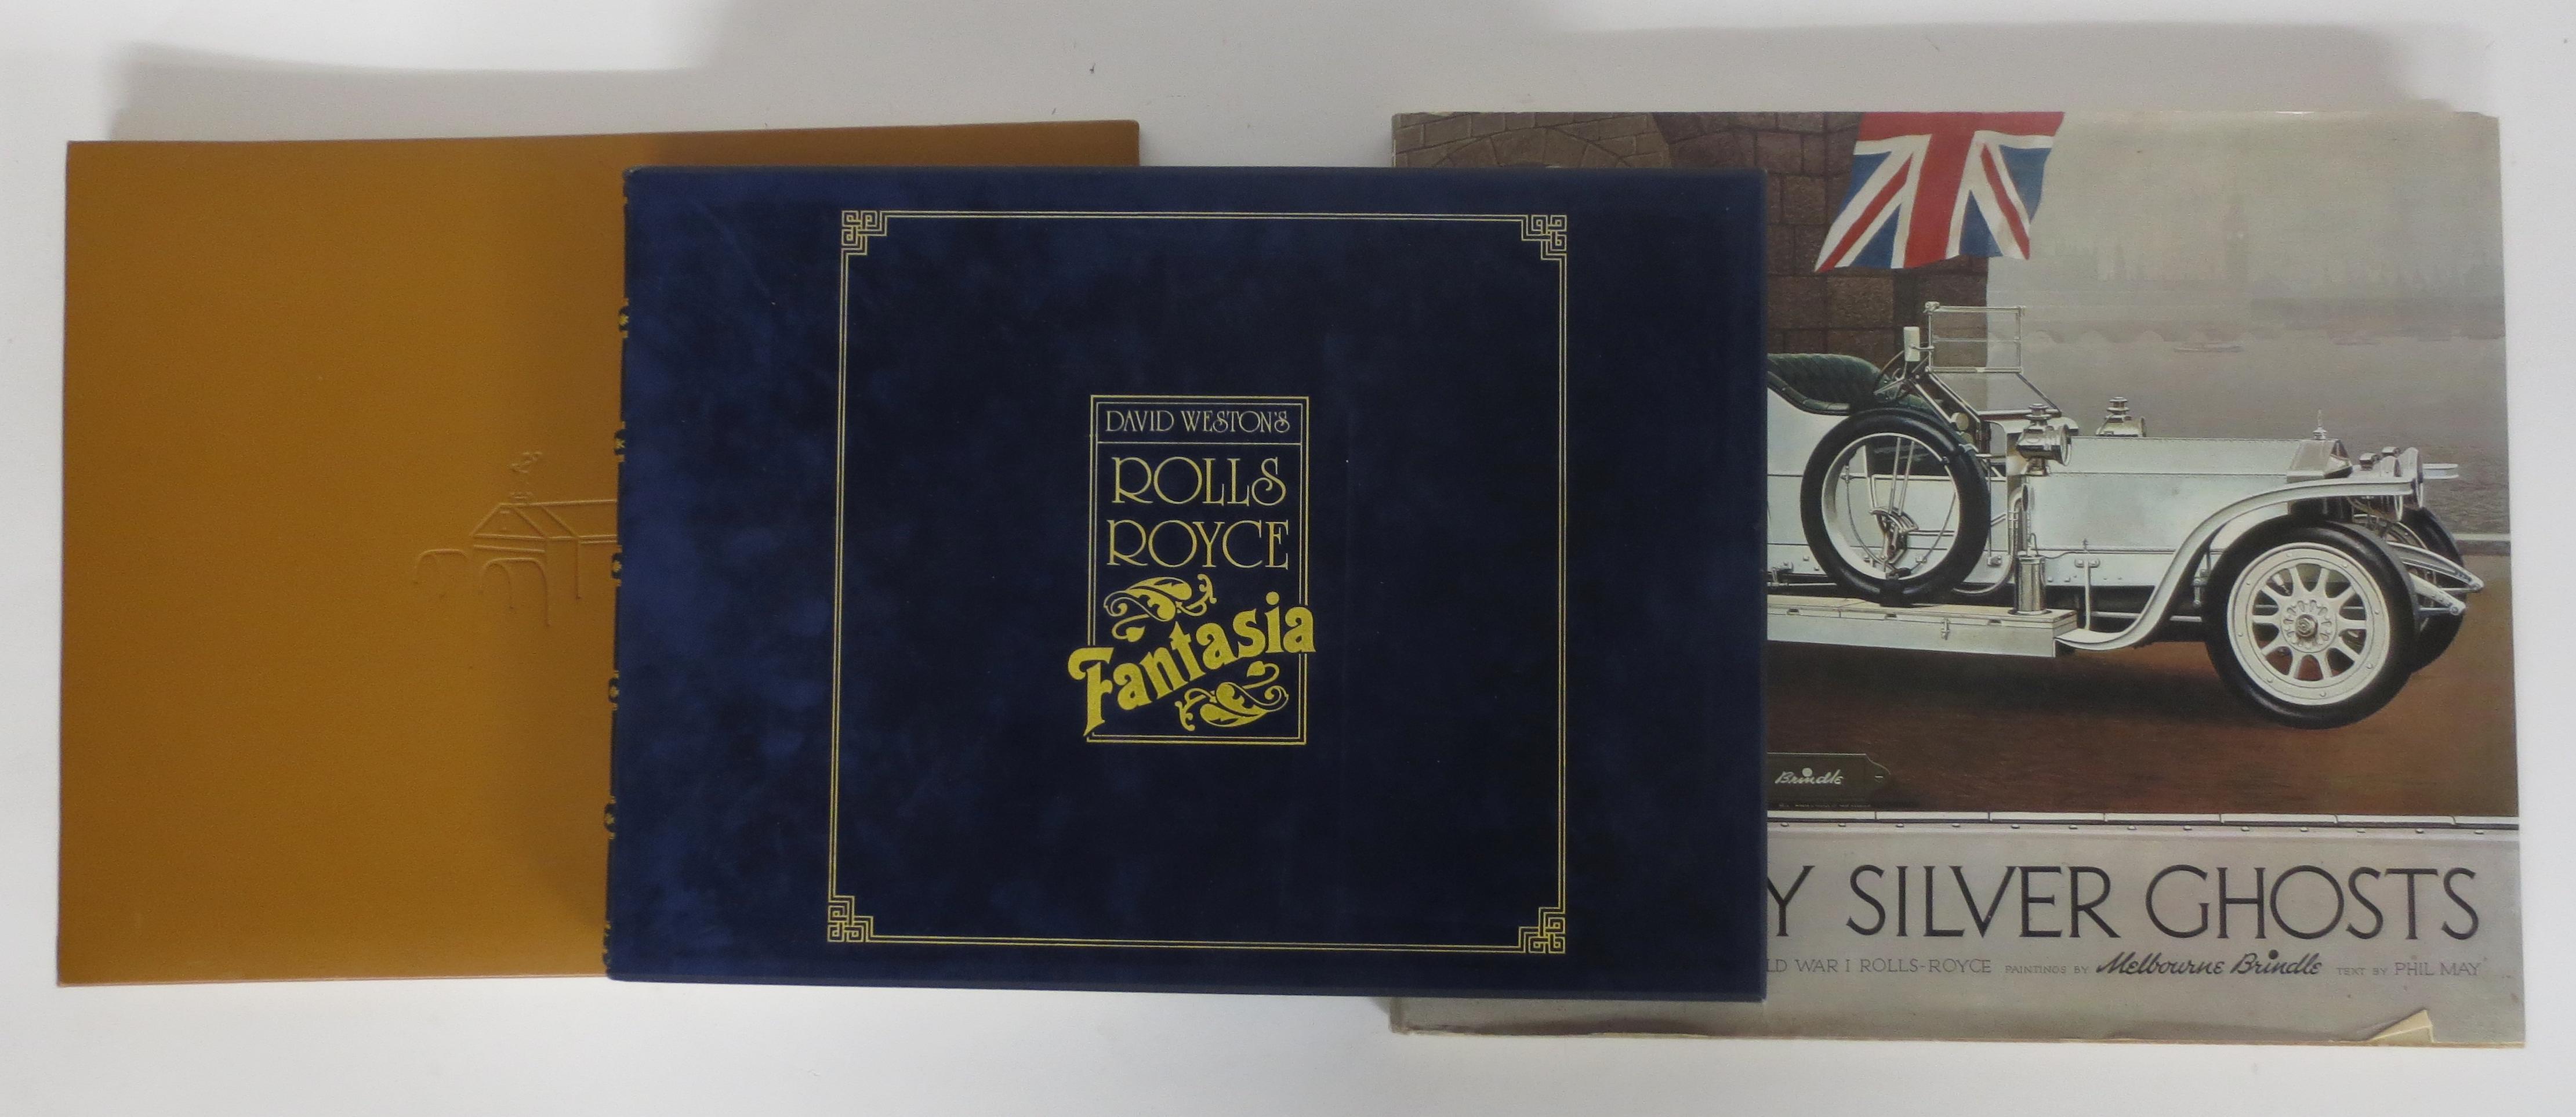 DAVID WESTON'S
ROLLS
ROYCE
Fantasia
Brindle
Y SILVER GHOSTS
LD WAR I ROLLS-ROYCE PAINTINGS BY Melbourne Brindle TEXT BY PHIL MAY